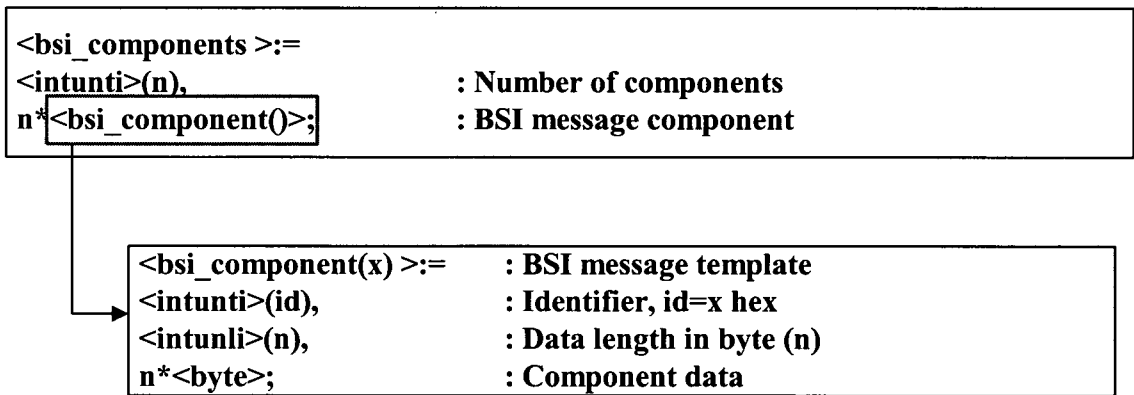 <bsi_components >:=
<intunti>(n), : Number of components
n*<bsi_component()>; : BSI message component
<bsi_component(x) >:= : BSI message template
<intunti>(id), : Identifier, id=x hex
<intunli>(n), : Data length in byte (n)
n*<byte>; : Component data